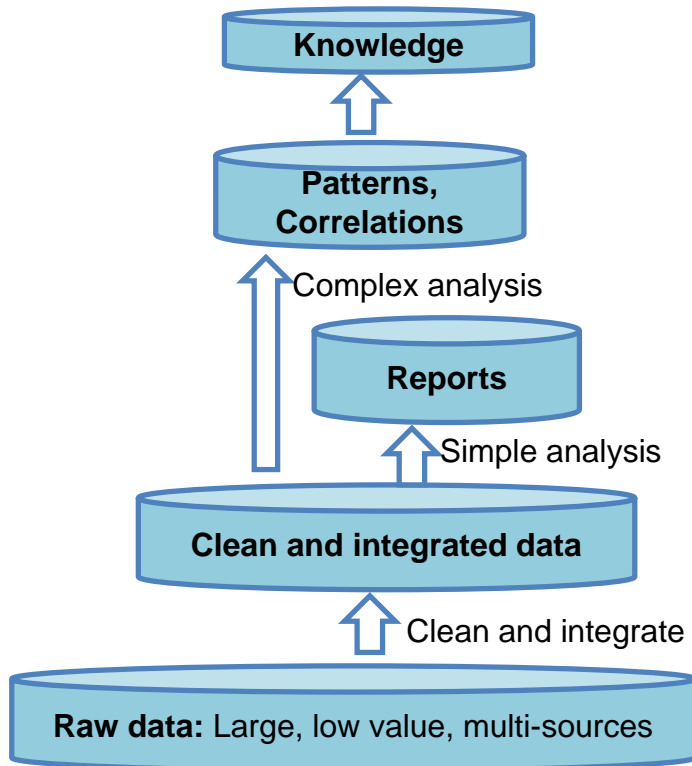 Knowledge
Patterns,
Correlations
Complex analysis
Reports
Simple analysis
Clean and integrated data
Clean and integrate
Raw data: Large, low value, multi-sources